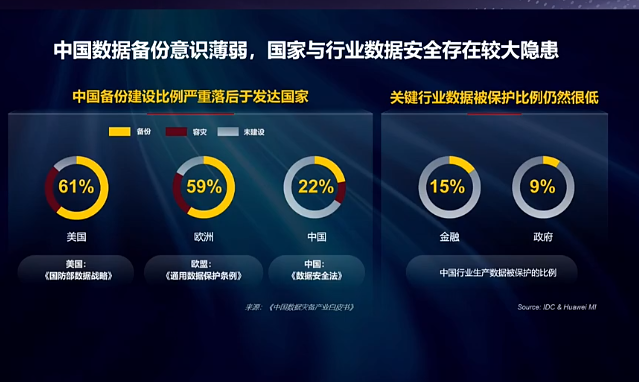 中国数据备份意识薄弱，国家与行业数据安全存在较大隐患
中国备份建设比例严重落后于发达国家
关键行业数据被保护比例仍然很低
备份
容灾
未建设
61%
59%
22%
15%
9%
美国
欧洲
中国
金融
政府
美国：
《国防部数据战略》
欧盟：
《通用数据保护条例》
中国：
《数据安全法》
中国行业生产数据被保护的比例
来源：《中国数据灾备产业白皮书》
Source: IDC & Huawei MI